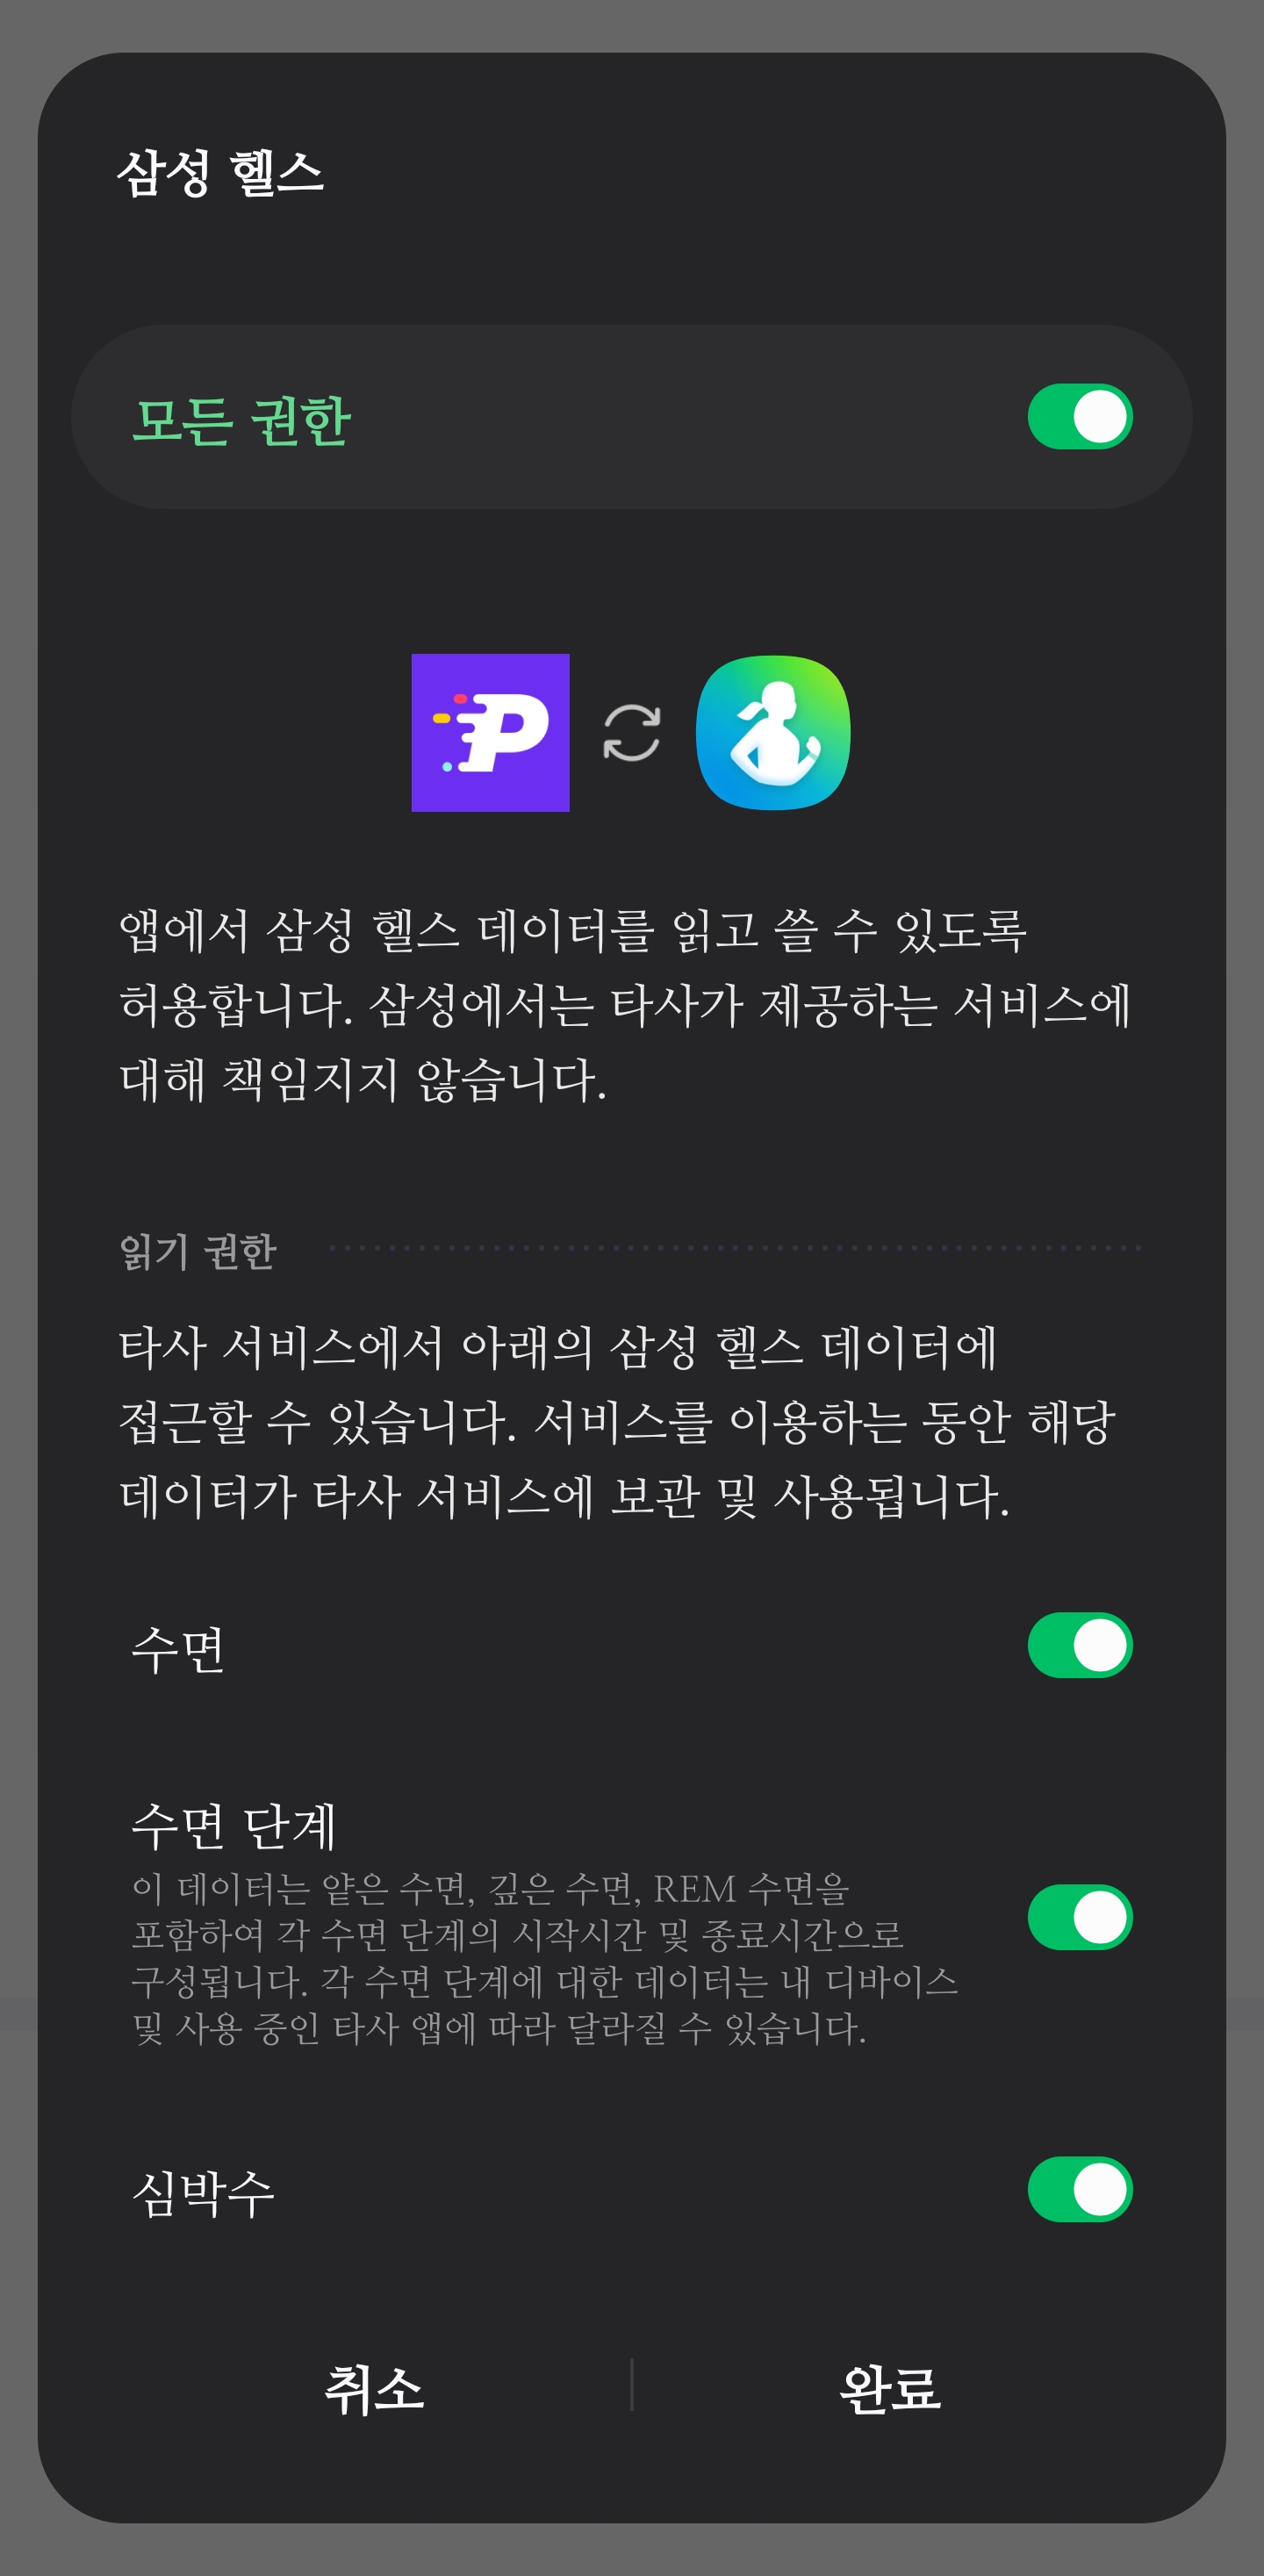 삼성 헬스
모든 권한
P
앱에서 삼성 헬스 데이터를 읽고 쓸 수 있도록
허용합니다. 삼성에서는 타사가 제공하는 서비스에
대해 책임지지 않습니다.
읽기 권한
타사 서비스에서 아래의 삼성 헬스 데이터에
접근할 수 있습니다. 서비스를 이용하는 동안 해당
데이터가 타사 서비스에 보관 및 사용됩니다.
수면
수면 단계
이 데이터는 얕은 수면, 깊은 수면, REM 수면을
포함하여 각 수면 단계의 시작시간 및 종료시간으로
구성됩니다. 각 수면 단계에 대한 데이터는 내 디바이스
및 사용 중인 타사 앱에 따라 달라질 수 있습니다.
심박수
취소
완료